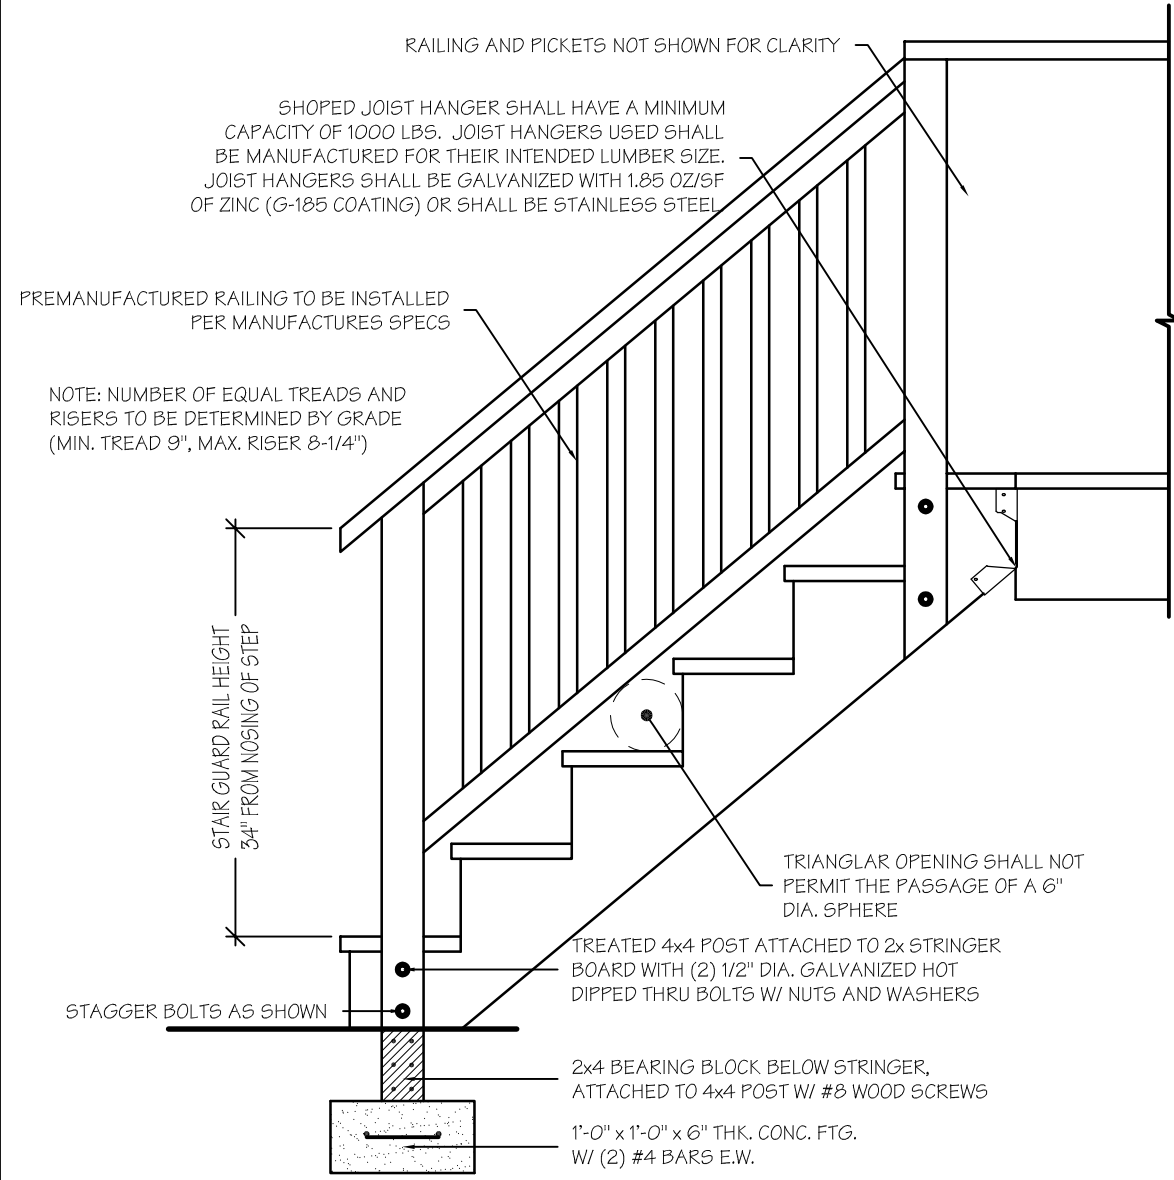 RAILING AND PICKETS NOT SHOWN FOR CLARITY
SHOPED JOIST HANGER SHALL HAVE A MINIMUM
CAPACITY OF 1000 LBS. JOIST HANGERS USED SHALL
BE MANUFACTURED FOR THEIR INTENDED LUMBER SIZE.
JOIST HANGERS SHALL BE GALVANIZED WITH 1.85 OZ/SF
OF ZINC (G-185 COATING) OR SHALL BE STAINLESS STEEL.
PREMANUFACTURED RAILING TO BE INSTALLED
PER MANUFACTURES SPECS
NOTE: NUMBER OF EQUAL TREADS AND
RISERS TO BE DETERMINED BY GRADE
(MIN. TREAD 9", MAX. RISER 8-1/4")
STAIR GUARD RAIL HEIGHT
34" FROM NOSING OF STEP
TRIANGLAR OPENING SHALL NOT
PERMIT THE PASSAGE OF A 6"
DIA. SPHERE
TREATED 4x4 POST ATTACHED TO 2x STRINGER
BOARD WITH (2) 1/2" DIA. GALVANIZED HOT
DIPPED THRU BOLTS W/ NUTS AND WASHERS
STAGGER BOLTS AS SHOWN
2x4 BEARING BLOCK BELOW STRINGER,
ATTACHED TO 4x4 POST W/ #8 WOOD SCREWS
1'-0" x 1'-0" x 6" THK. CONC. FTG.
W/ (2) #4 BARS E.W.